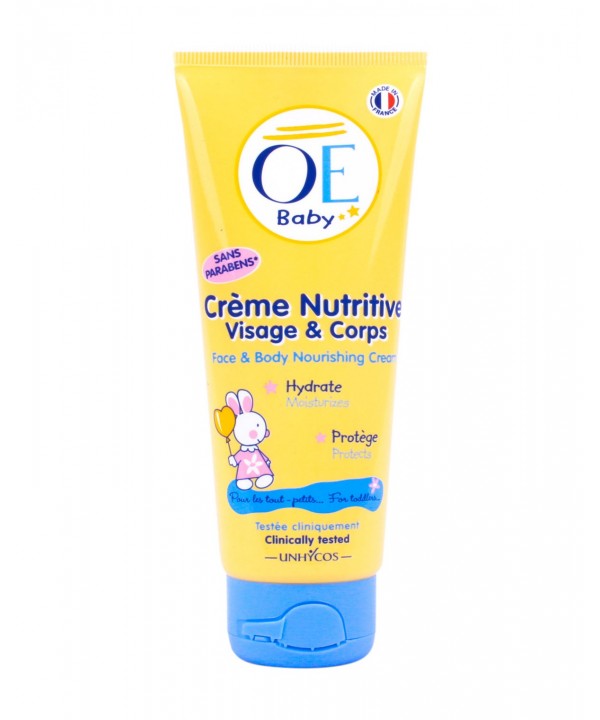 MADE IN
FRANCE
OE
Baby
SANS
PARABENS*
Crème Nutritive
Visage & Corps
Face & Body Nourishing Cream
Hydrate
Moisturizes
Protège
Protects
Pour les tout-petits... For toddlers...
Testée cliniquement
Clinically tested
UNHYCOS